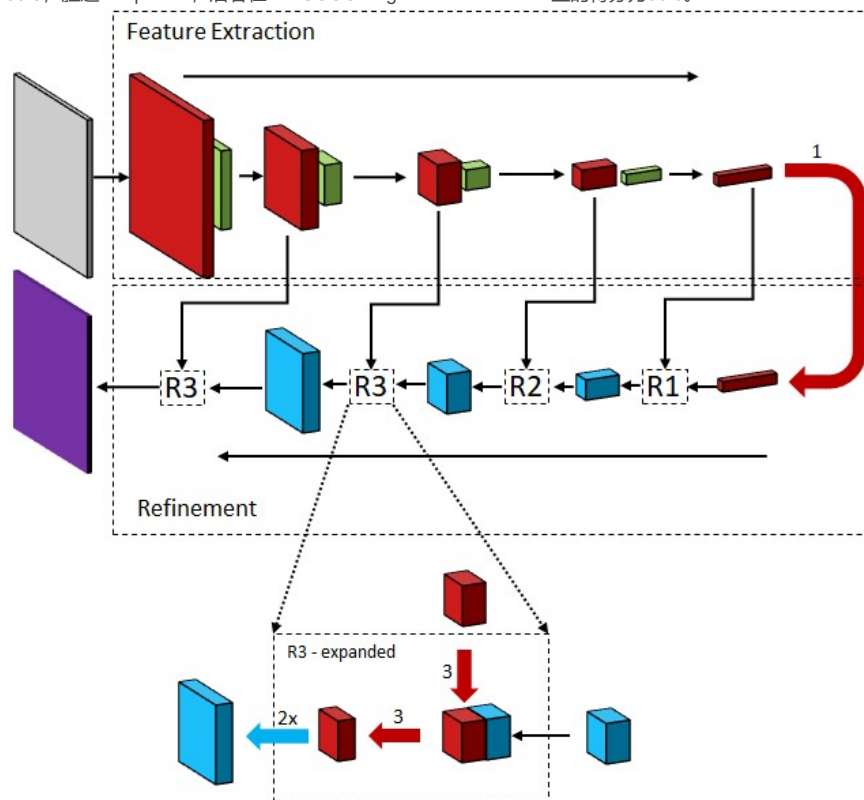 Feature Extraction
1
R3
R3
R2
R1
Refinement
R3 - expanded
3
2x
3